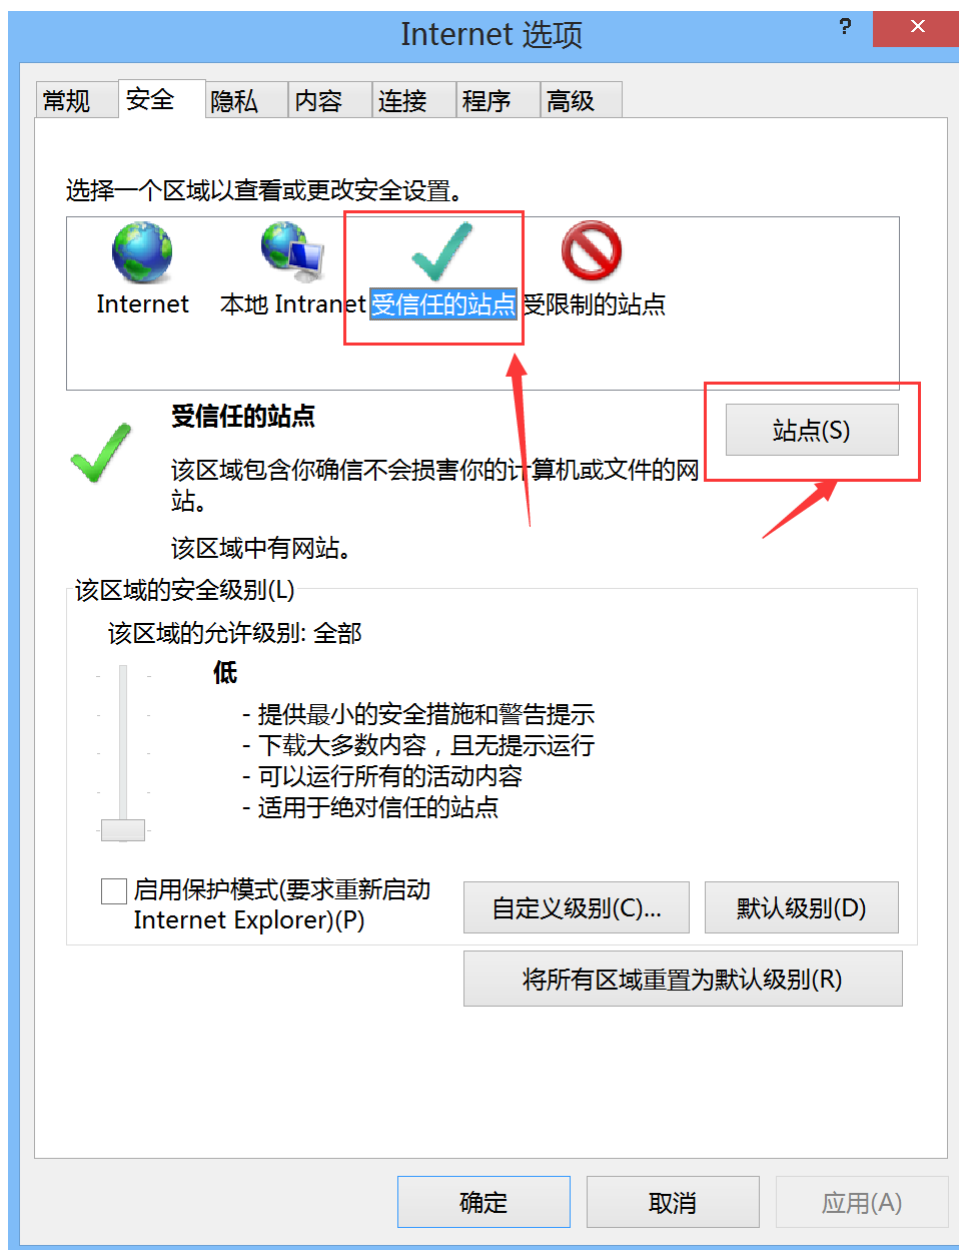 Internet 选项
?
常规 安全 隐私 内容 连接 程序 高级
选择一个区域以查看或更改安全设置。
Internet 本地 Intranet 受信任的站点 受限制的站点
受信任的站点
站点(S)
该区域包含你确信不会损害你的计算机或文件的网
站。
该区域中有网站。
该区域的安全级别(L)
该区域的允许级别: 全部
低
- 提供最小的安全措施和警告提示
- 下载大多数内容，且无提示运行
- 可以运行所有的活动内容
- 适用于绝对信任的站点
启用保护模式(要求重新启动
Internet Explorer)(P)
自定义级别(C)... 默认级别(D)
将所有区域重置为默认级别(R)
确定 取消 应用(A)